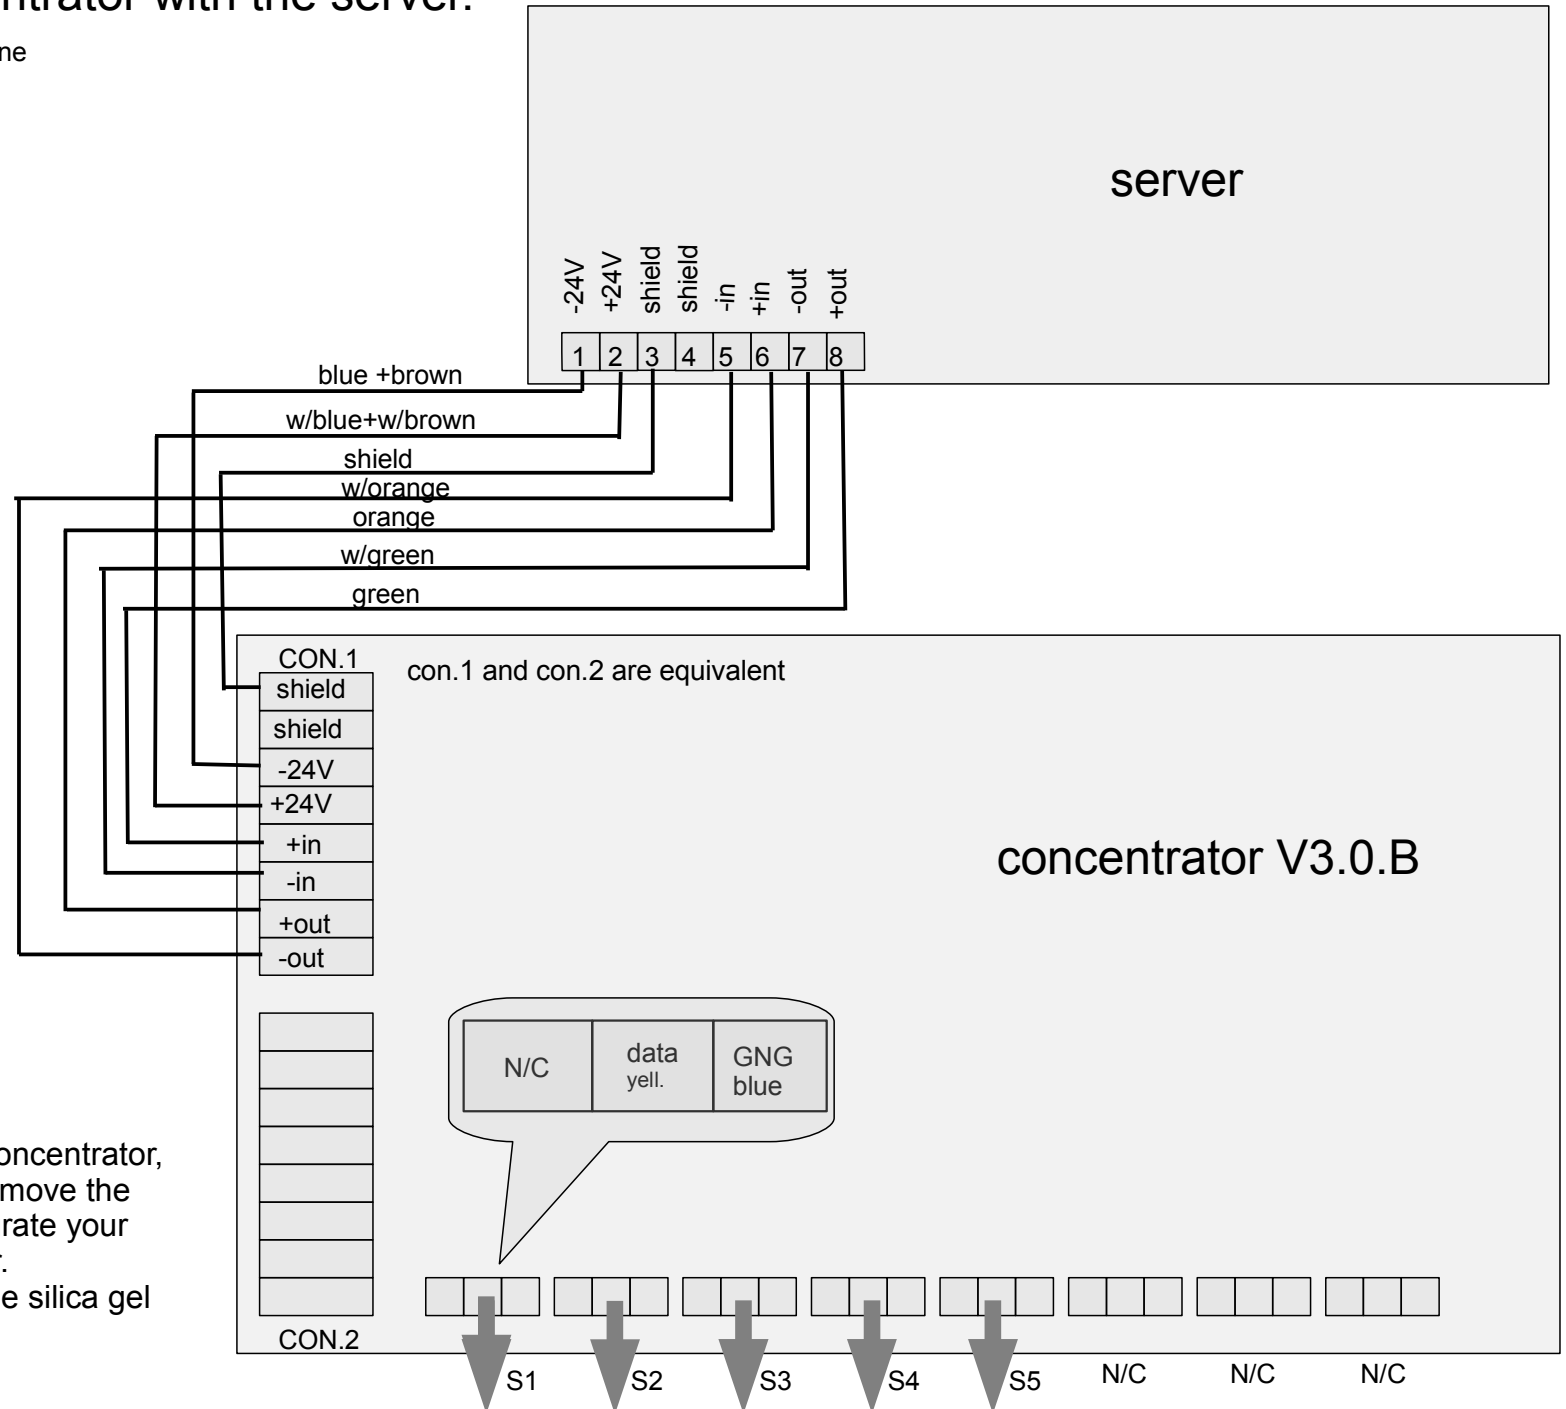 ntrator with the server.
ne
server
-24V
+24V
shield
shield
-in
+in
-out
+out
1 2 3 4 5 6 7 8
blue +brown
w/blue+w/brown
shield
w/orange
orange
w/green
green
CON.1
con.1 and con.2 are equivalent
shield
shield
-24V
+24V
+in
-in
+out
-out
concentrator V3.0.B
N/C
data
yell.
GNG
blue
oncentrator,
move the
rate your
r.
e silica gel
CON.2
S1
S2
S3
S4
S5
N/C
N/C
N/C